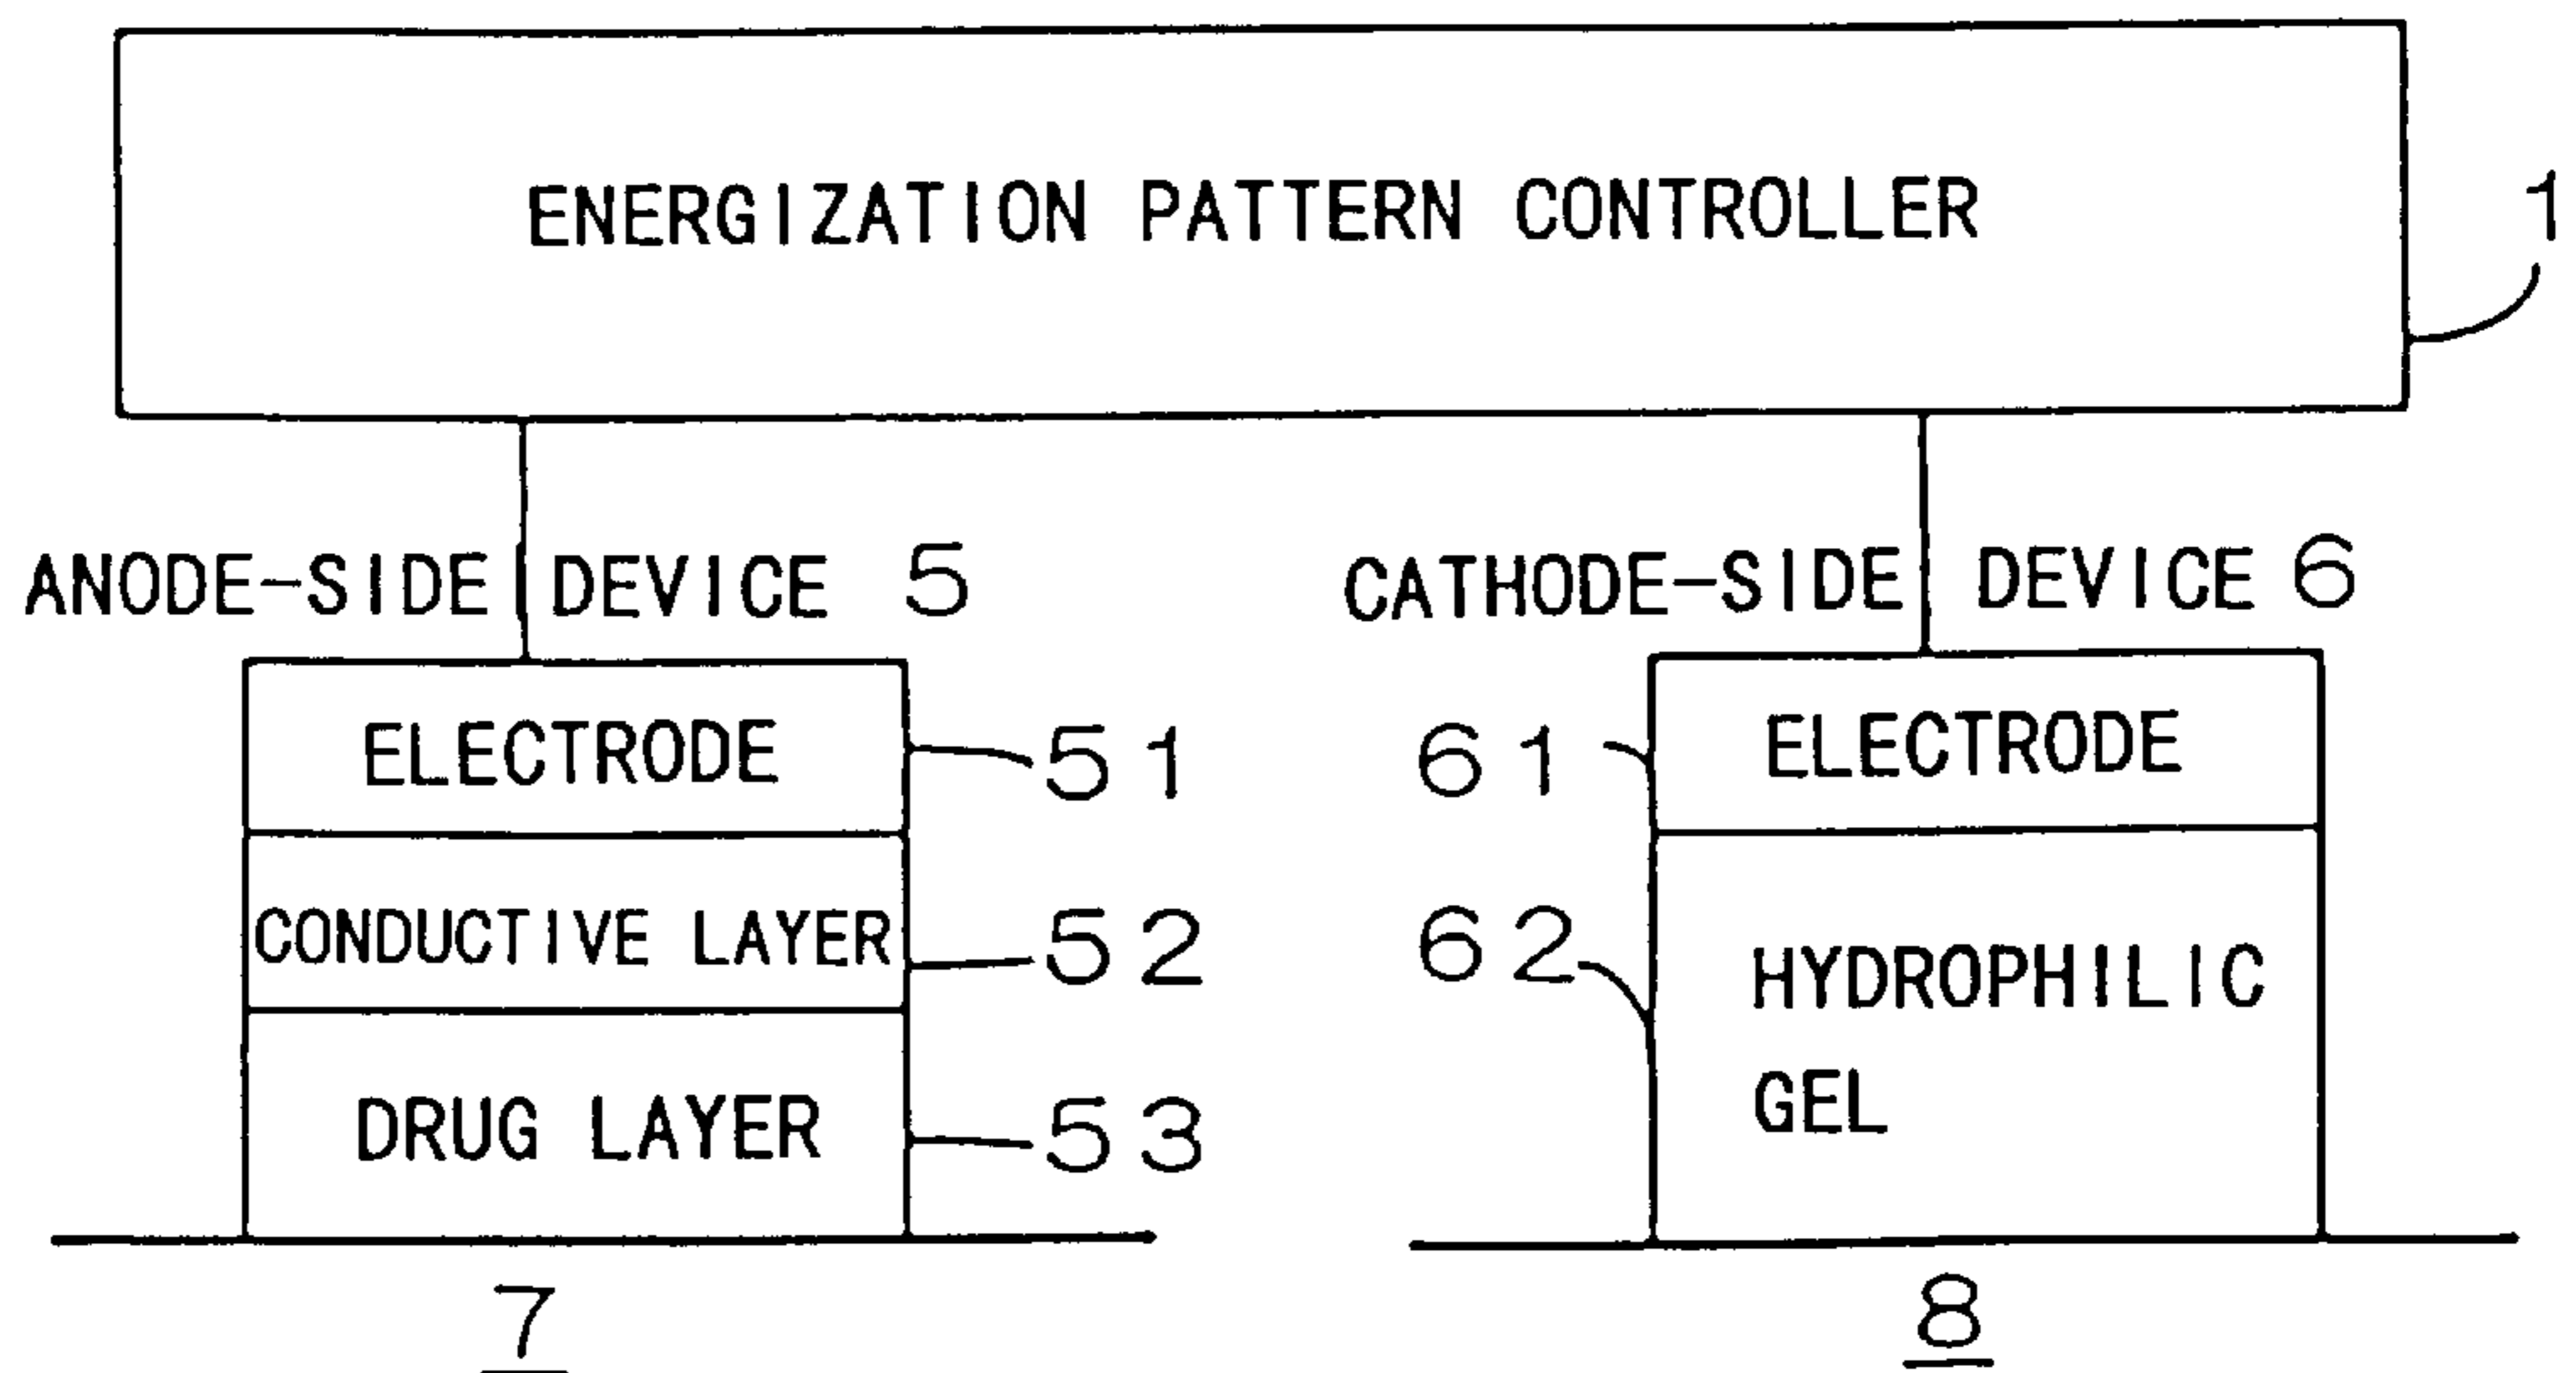 ENERGIZATION PATTERN CONTROLLER
1
ANODE-SIDE DEVICE 5
CATHODE-SIDE DEVICE 6
ELECTRODE
51
61
ELECTRODE
CONDUCTIVE LAYER
52
62
HYDROPHILIC
GEL
DRUG LAYER
53
7
8